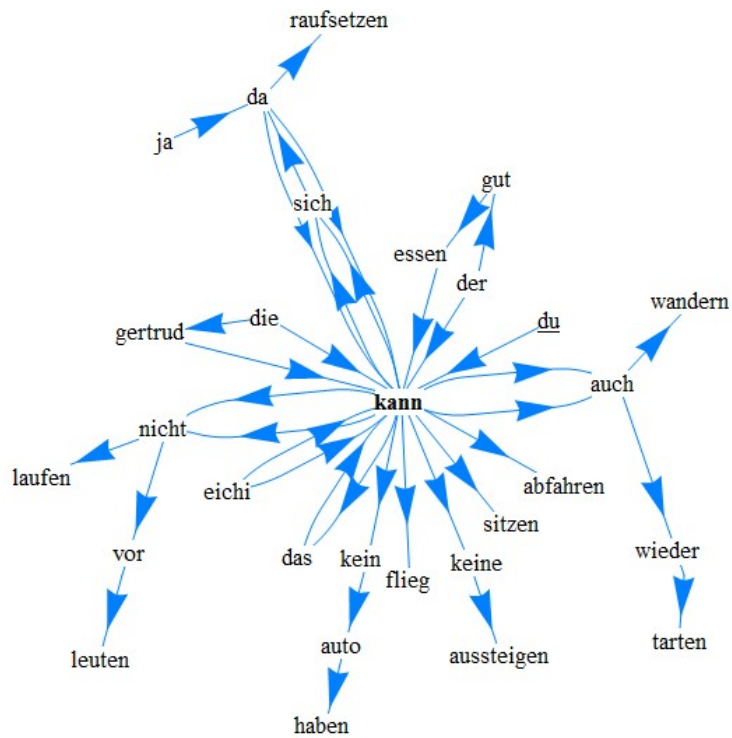 raufsetzen
da
ja
gut
sich
essen
der
wandern
die
du
gertrud
auch
kann
nicht
laufen
eichi
abfahren
sitzen
vor
das
kein
flieg
keine
wieder
auto
aussteigen
tarten
leuten
haben